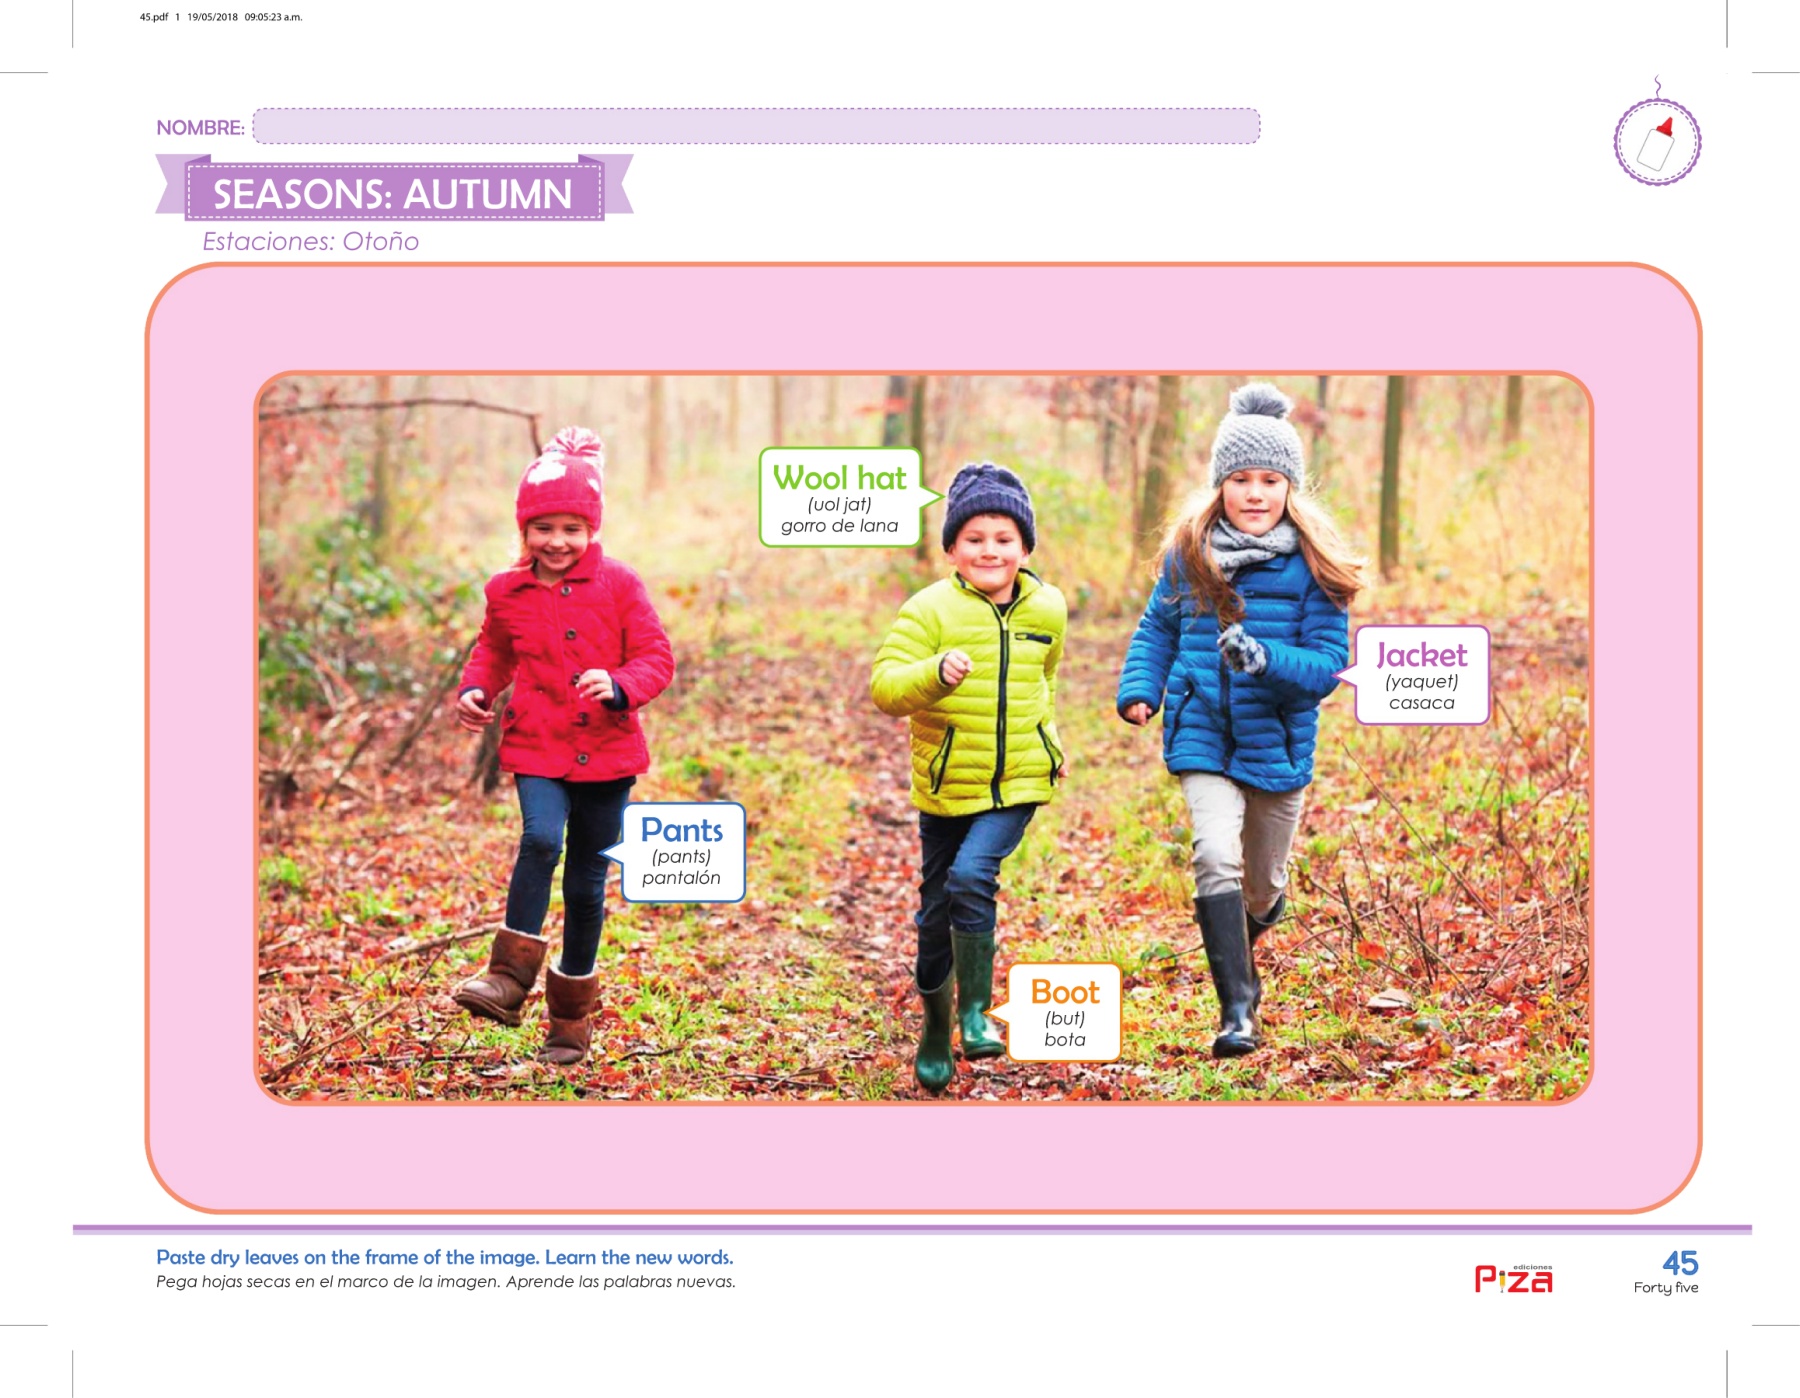 45.pdf 1 19/05/2018 09:05:23 a.m.
NOMBRE:
SEASONS: AUTUMN
Estaciones: Otoño
Wool hat
(uol jat)
gorro de lana
Jacket
(yaquet)
casaca
Pants
(pants)
pantalón
Boot
(but)
bota
Paste dry leaves on the frame of the image. Learn the new words.
Pega hojas secas en el marco de la imagen. Aprende las palabras nuevas.
ediciones
Piza
45
Forty five